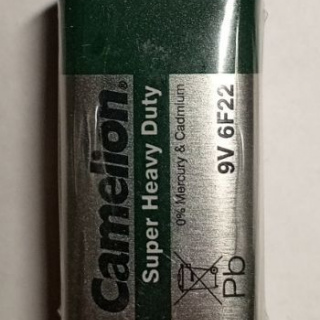 Camelion®
Super Heavy Duty
0% Mercury & Cadmium
9V 6F22
Pb